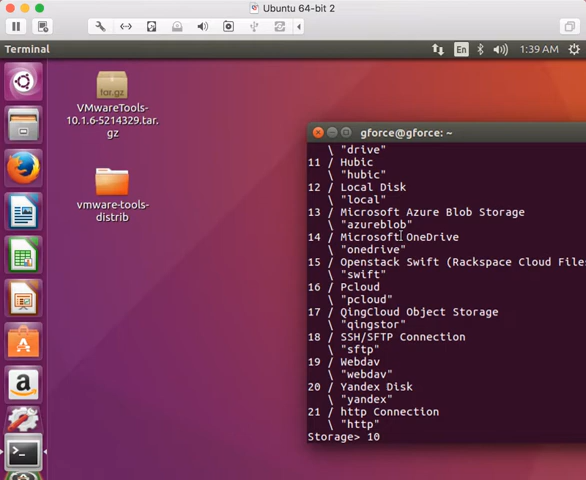 Ubuntu 64-bit 2
Terminal
En
1:39 AM
VMwareTools-
10.1.6-5214329.tar.
gz
vmware-tools-
distrib
gforce@gforce: ~
\ "drive"
11 / Hubic
\ "hubic"
12 / Local Disk
\ "local"
13 / Microsoft Azure Blob Storage
\ "azureblob"
14 / Microsoft OneDrive
\ "onedrive"
15 / Openstack Swift (Rackspace Cloud Files
\ "swift"
16 / Pcloud
\ "pcloud"
17 / QingCloud Object Storage
\ "qingstor"
18 / SSH/SFTP Connection
\ "sftp"
19 / Webdav
\ "webdav"
20 / Yandex Disk
\ "yandex"
21 / http Connection
\ "http"
Storage> 10